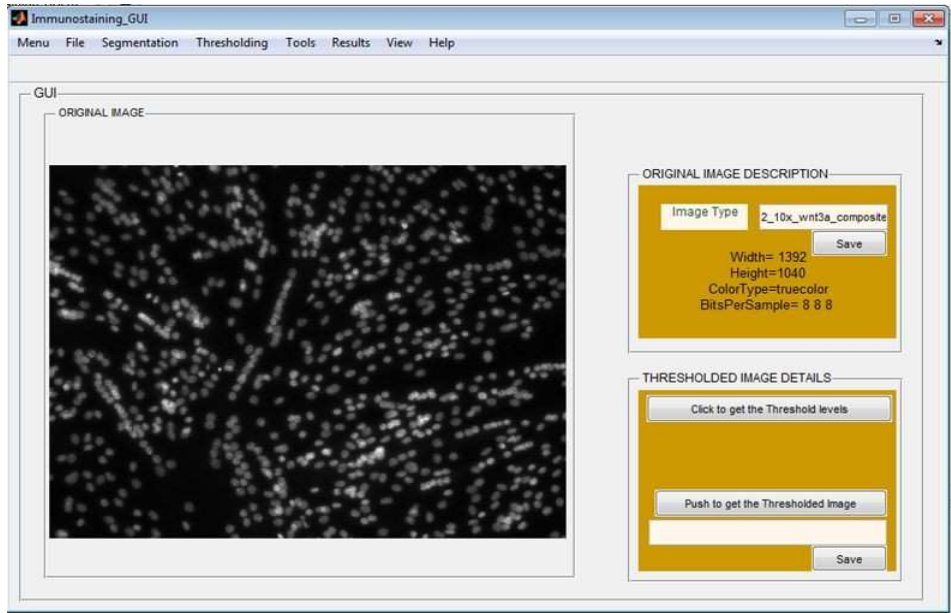 Immunostaining_GUI
Menu File Segmentation Thresholding Tools Results View Help
GUI
ORIGINAL IMAGE
ORIGINAL IMAGE DESCRIPTION
Image Type 2_10x_wnt3a_composite
Save
Width= 1392
Height=1040
ColorType=truecolor
BitsPerSample= 8 8 8
THRESHOLDED IMAGE DETAILS
Click to get the Threshold levels
Push to get the Thresholded Image
Save